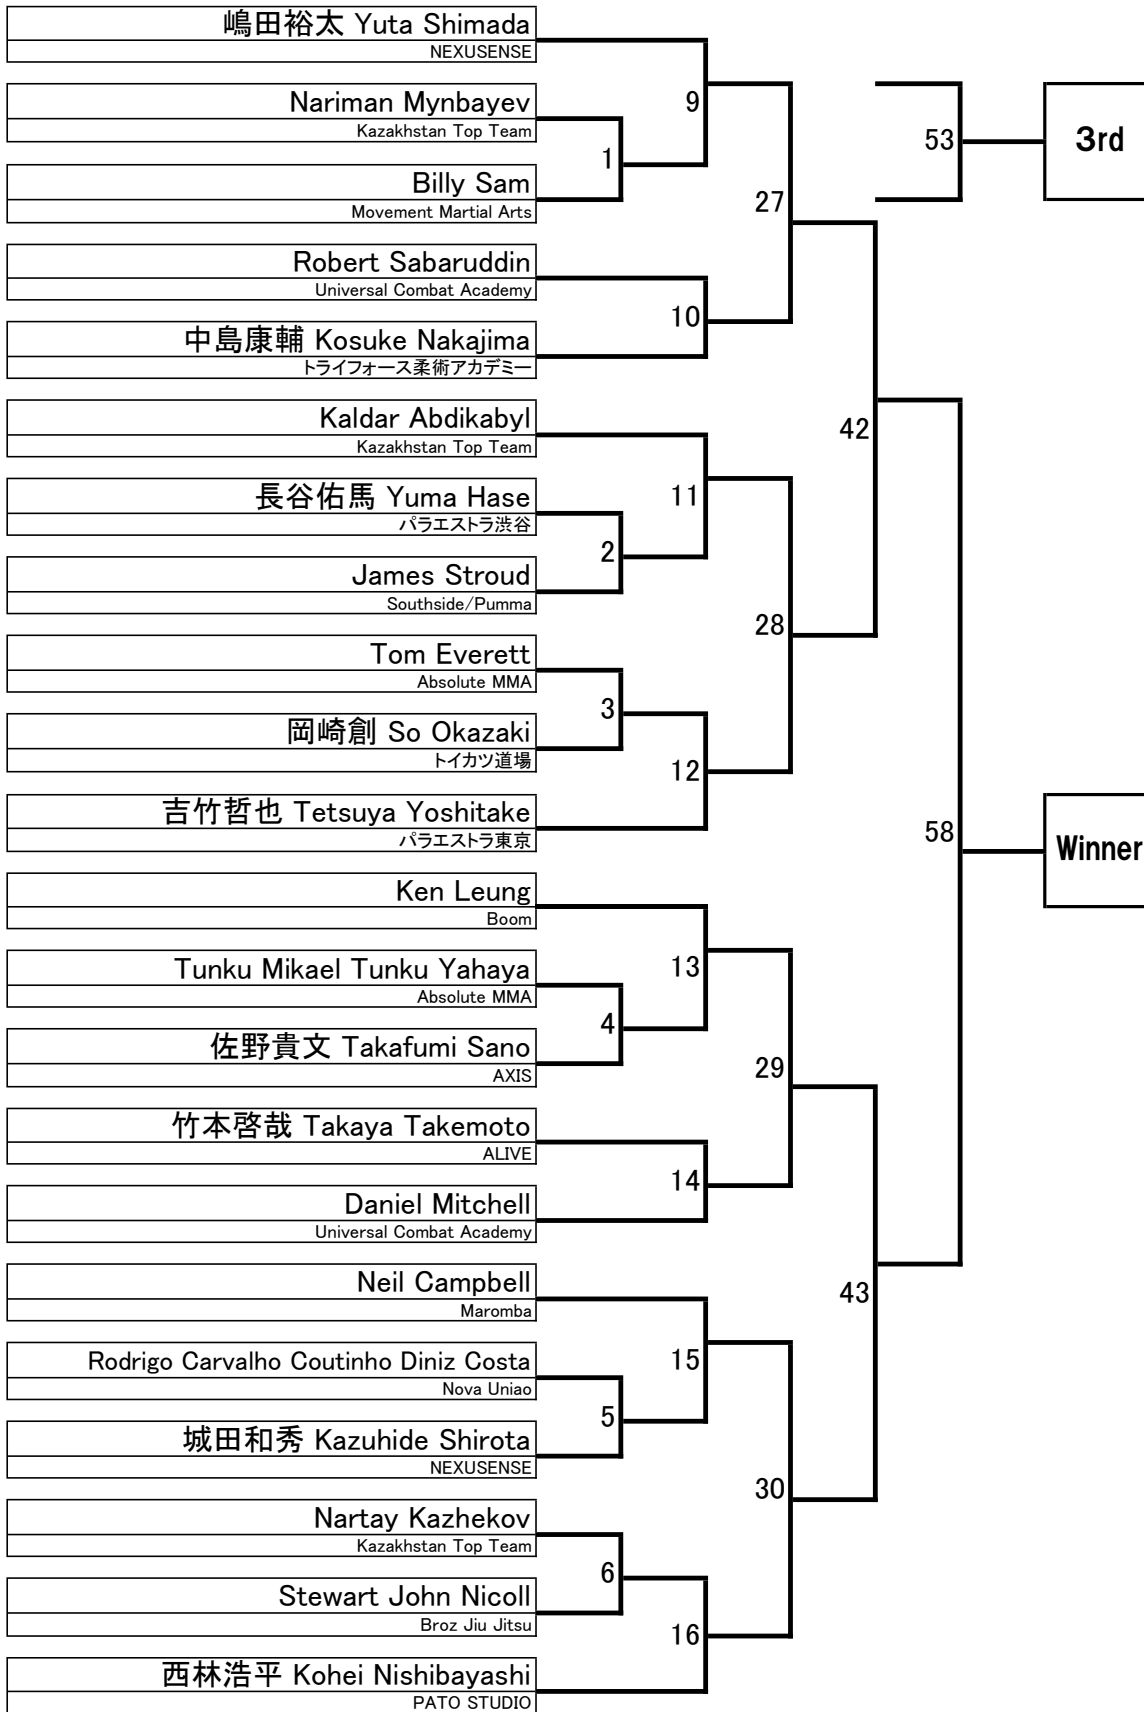 嶋田裕太 Yuta Shimada
NEXUSENSE
Nariman Mynbayev
Kazakhstan Top Team
Billy Sam
Movement Martial Arts
Robert Sabaruddin
Universal Combat Academy
中島康輔 Kosuke Nakajima
トライフォース柔術アカデミー
Kaldar Abdikabyl
Kazakhstan Top Team
長谷佑馬 Yuma Hase
パラエストラ渋谷
James Stroud
Southside/Pumma
Tom Everett
Absolute MMA
岡崎創 So Okazaki
トイカツ道場
吉竹哲也 Tetsuya Yoshitake
パラエストラ東京
Ken Leung
Boom
Tunku Mikael Tunku Yahaya
Absolute MMA
佐野貴文 Takafumi Sano
AXIS
竹本啓哉 Takaya Takemoto
ALIVE
Daniel Mitchell
Universal Combat Academy
Neil Campbell
Maromba
Rodrigo Carvalho Coutinho Diniz Costa
Nova Uniao
城田和秀 Kazuhide Shirota
NEXUSENSE
Nartay Kazhekov
Kazakhstan Top Team
Stewart John Nicoll
Broz Jiu Jitsu
西林浩平 Kohei Nishibayashi
PATO STUDIO
1
2
3
4
5
6
9
10
11
12
13
14
15
16
27
28
29
30
42
43
53
58
3rd
Winner